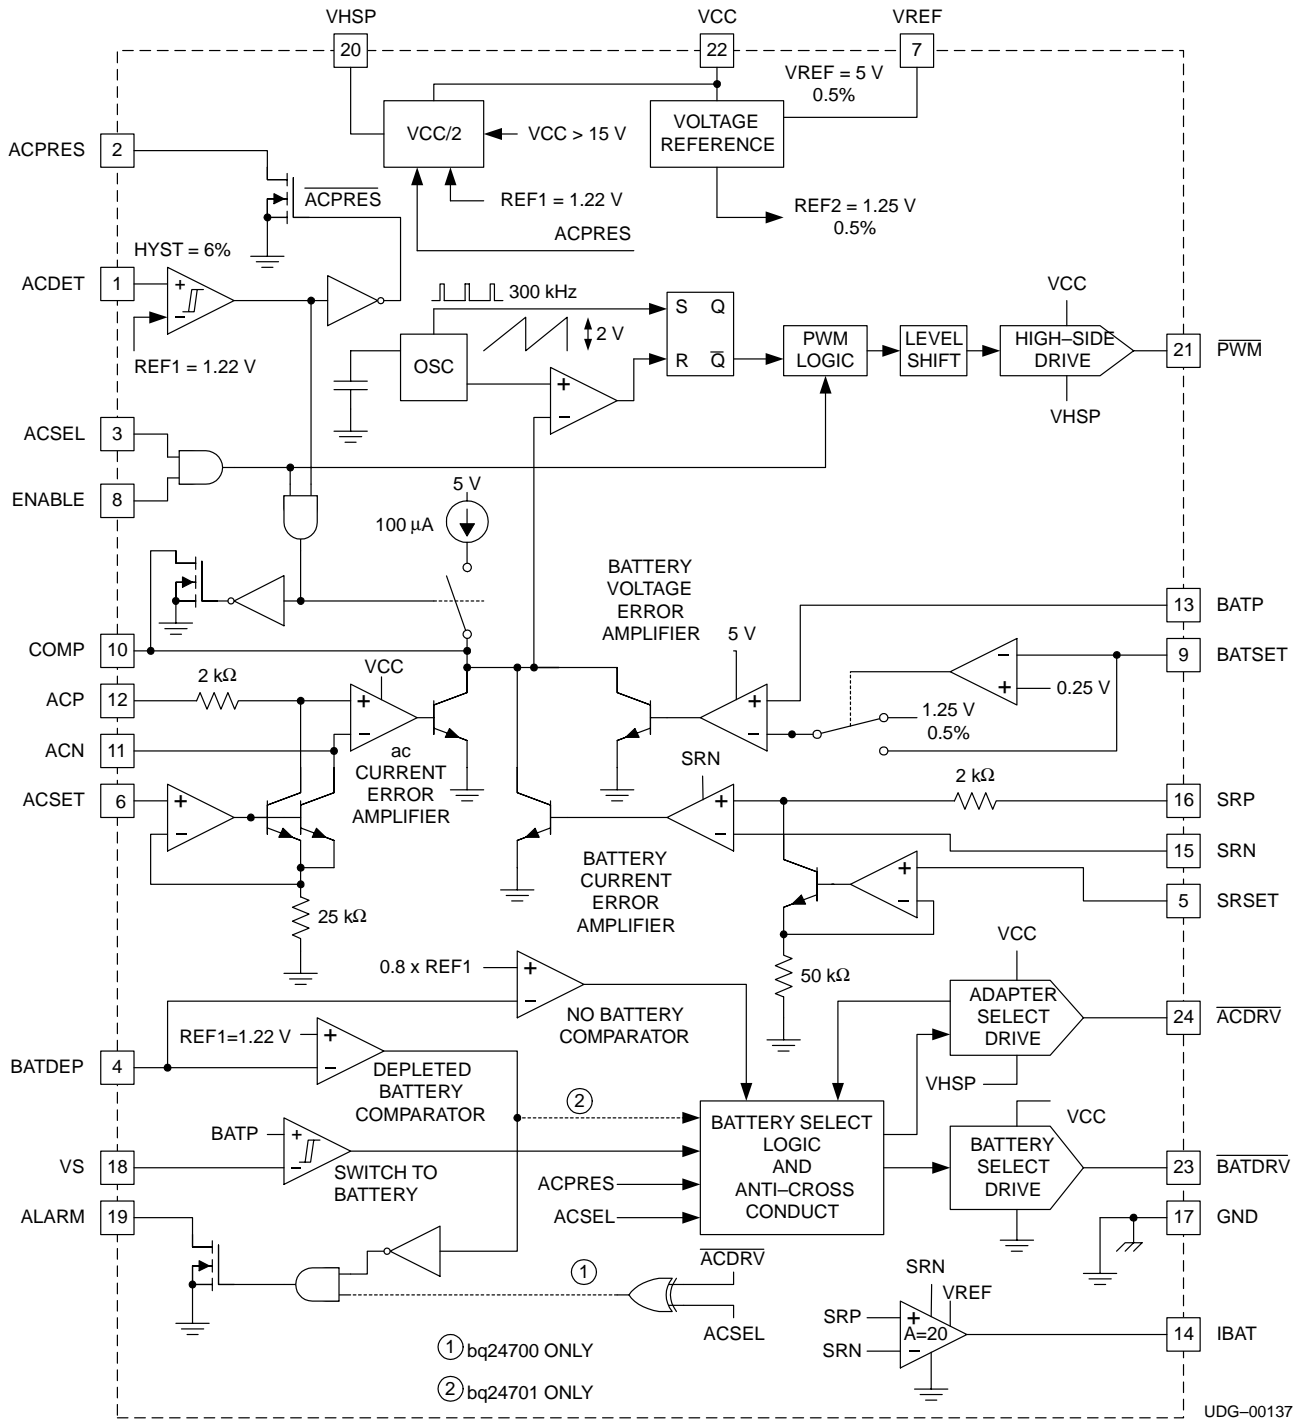 VHSP
VCC
VREF
20
22
7
VREF = 5 V
0.5%
VCC/2
VCC > 15 V
VOLTAGE
REFERENCE
ACPRES
2
ACPRES
REF1 = 1.22 V
REF2 = 1.25 V
0.5%
ACPRES
HYST = 6%
ACDET
1
+
–
REF1 = 1.22 V
300 kHz
2 V
OSC
S Q
R Q
+
–
PWM
LOGIC
LEVEL
SHIFT
VCC
HIGH–SIDE
DRIVE
VHSP
21
PWM
ACSEL
3
ENABLE
8
5 V
100 µA
BATTERY
VOLTAGE
ERROR
AMPLIFIER
5 V
+
–
13
BATP
9
BATSET
–
+
0.25 V
1.25 V
0.5%
COMP
10
2 kΩ
VCC
ACP
12
+
–
ACN
11
ac
CURRENT
ERROR
AMPLIFIER
ACSET
6
+
–
25 kΩ
SRN
+
–
BATTERY
CURRENT
ERROR
AMPLIFIER
2 kΩ
16
SRP
15
SRN
+
–
5
SRSET
50 kΩ
0.8 x REF1
+
–
NO BATTERY
COMPARATOR
REF1=1.22 V
+
–
BATDEP
4
DEPLETED
BATTERY
COMPARATOR
VCC
ADAPTER
SELECT
DRIVE
VHSP
24
ACDRV
2
BATP
+
–
VS
18
SWITCH TO
BATTERY
ACPRES
ACSEL
BATTERY SELECT
LOGIC
AND
ANTI–CROSS
CONDUCT
VCC
BATTERY
SELECT
DRIVE
23
BATDRV
ALARM
19
17
GND
1
ACDRV
ACSEL
SRN
VREF
SRP
SRN
+
A=20
–
14
IBAT
1 bq24700 ONLY
2 bq24701 ONLY
UDG–00137